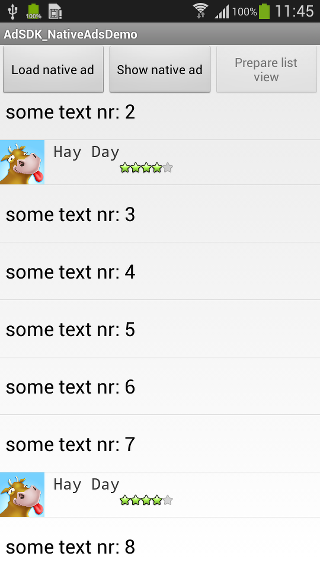 100% 100% 11:45
AdSDK_NativeAdsDemo
Load native ad Show native ad Prepare list
view
some text nr: 2
Hay Day
some text nr: 3
some text nr: 4
some text nr: 5
some text nr: 6
some text nr: 7
Hay Day
some text nr: 8